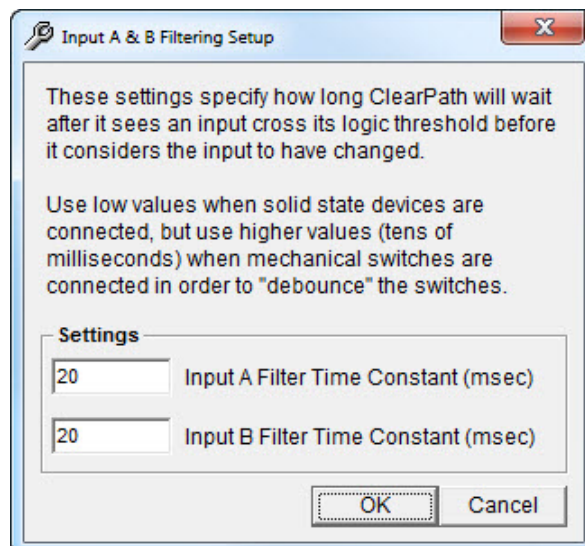 Input A & B Filtering Setup
These settings specify how long ClearPath will wait
after it sees an input cross its logic threshold before
it considers the input to have changed.
Use low values when solid state devices are
connected, but use higher values (tens of
milliseconds) when mechanical switches are
connected in order to "debounce" the switches.
Settings
20 Input A Filter Time Constant (msec)
20 Input B Filter Time Constant (msec)
OK Cancel